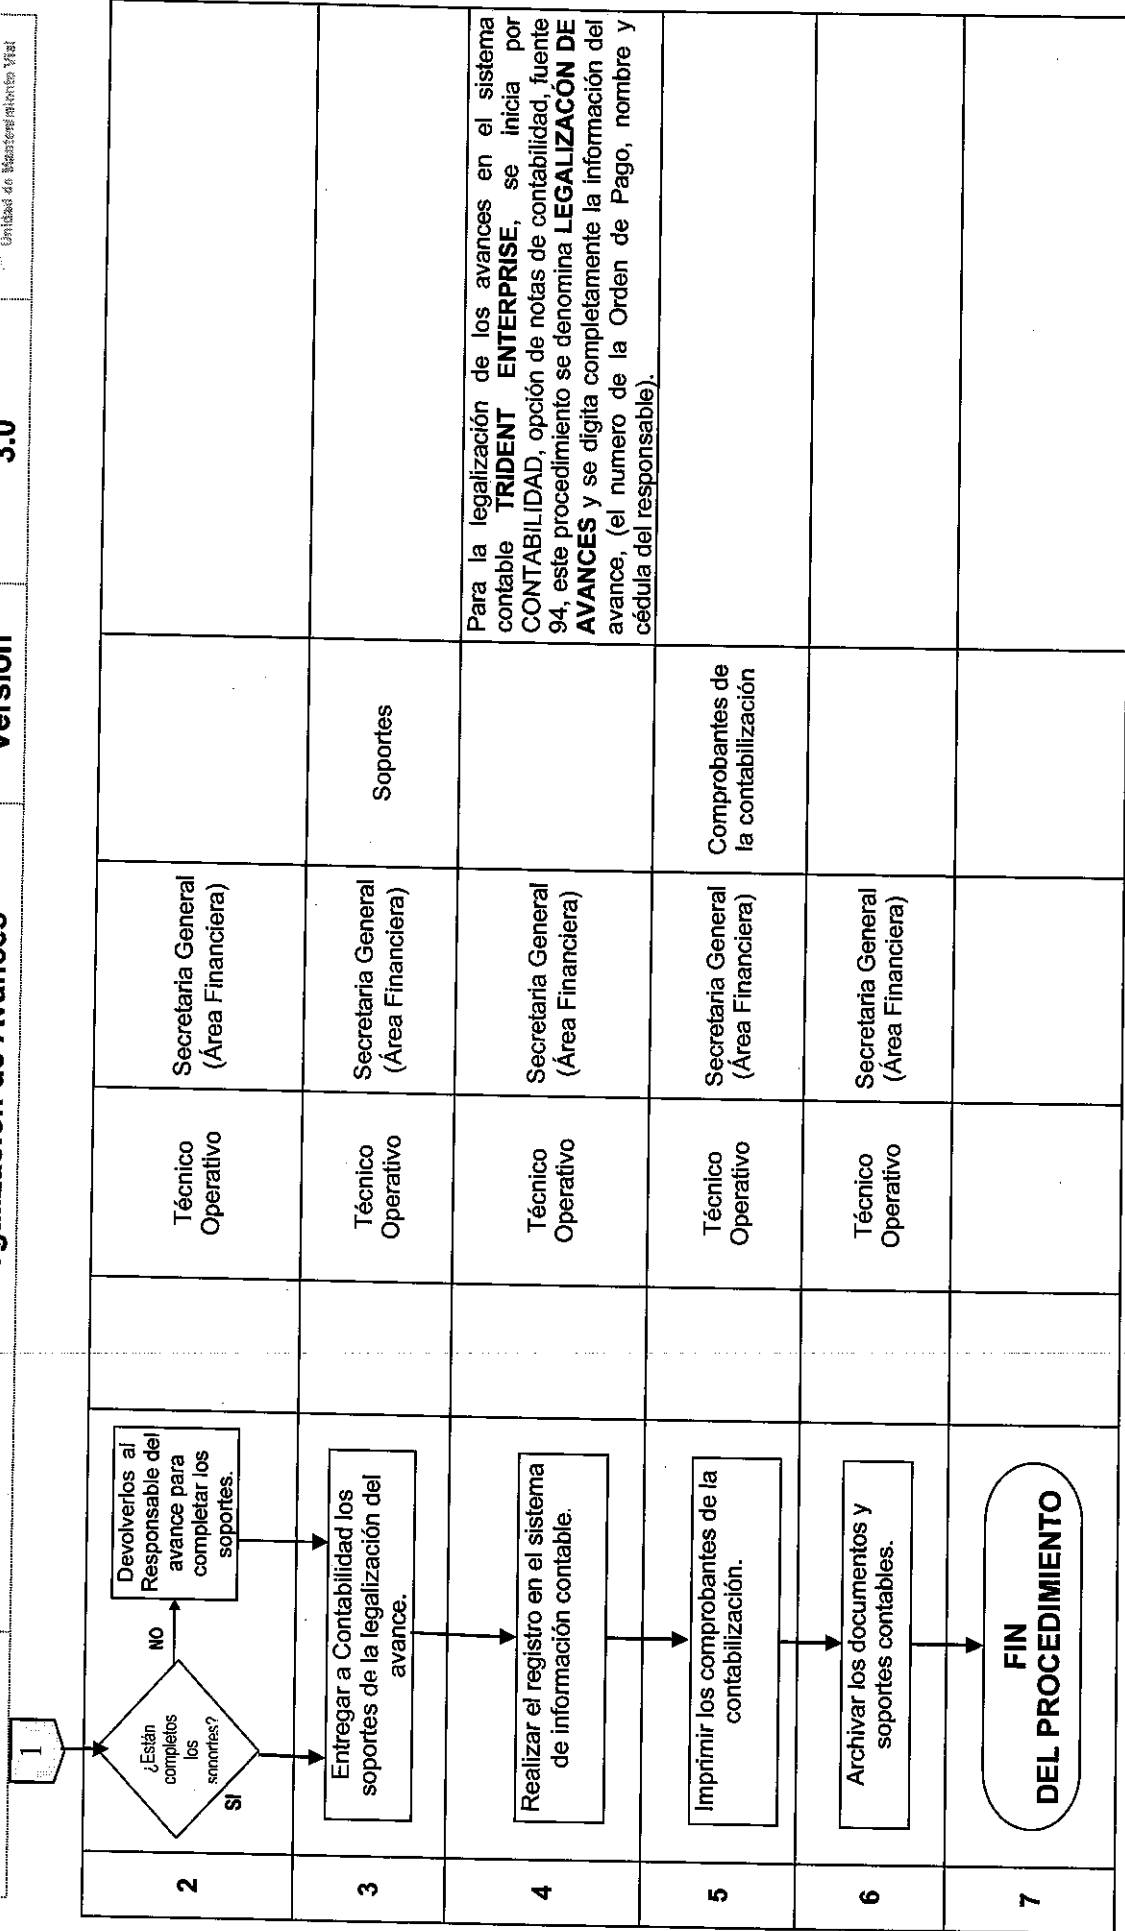 Versión
3.0
Unidad de Mantenimiento Vial
1
2
¿Están
completos
los
soportes?
NO
SI
Devolverlos al
Responsable del
avance para
completar los
soportes.
Técnico
Operativo
Secretaria General
(Área Financiera)
3
Entregar a Contabilidad los
soportes de la legalización del
avance.
Técnico
Operativo
Secretaria General
(Área Financiera)
Soportes
4
Realizar el registro en el sistema
de información contable.
Técnico
Operativo
Secretaria General
(Área Financiera)
Para la legalización de los avances en el sistema
contable TRIDENT ENTERPRISE, se inicia por
CONTABILIDAD, opción de notas de contabilidad, fuente
94, este procedimiento se denomina LEGALIZACÓN DE
AVANCES y se digita completamente la información del
avance, (el numero de la Orden de Pago, nombre y
cédula del responsable).
5
Imprimir los comprobantes de la
contabilización.
Técnico
Operativo
Secretaria General
(Área Financiera)
Comprobantes de
la contabilización
6
Archivar los documentos y
soportes contables.
Técnico
Operativo
Secretaria General
(Área Financiera)
7
FIN
DEL PROCEDIMIENTO